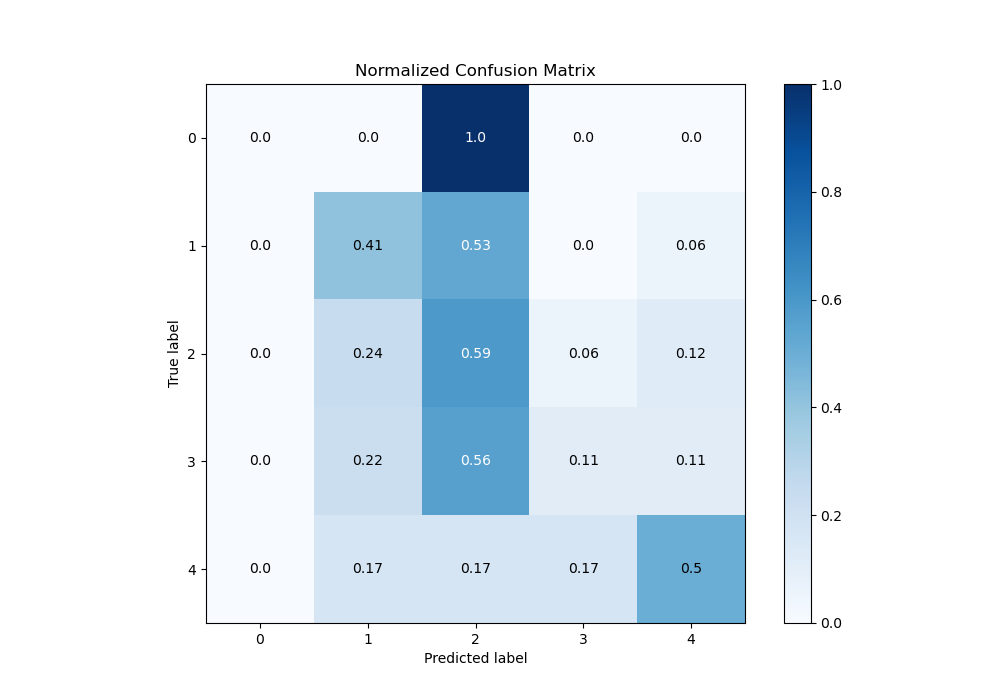 Normalized Confusion Matrix
True label
0 0.0 0.0 1.0 0.0 0.0
1 0.0 0.41 0.53 0.0 0.06
2 0.0 0.24 0.59 0.06 0.12
3 0.0 0.22 0.56 0.11 0.11
4 0.0 0.17 0.17 0.17 0.5
0 1 2 3 4
Predicted label
1.0
0.8
0.6
0.4
0.2
0.0